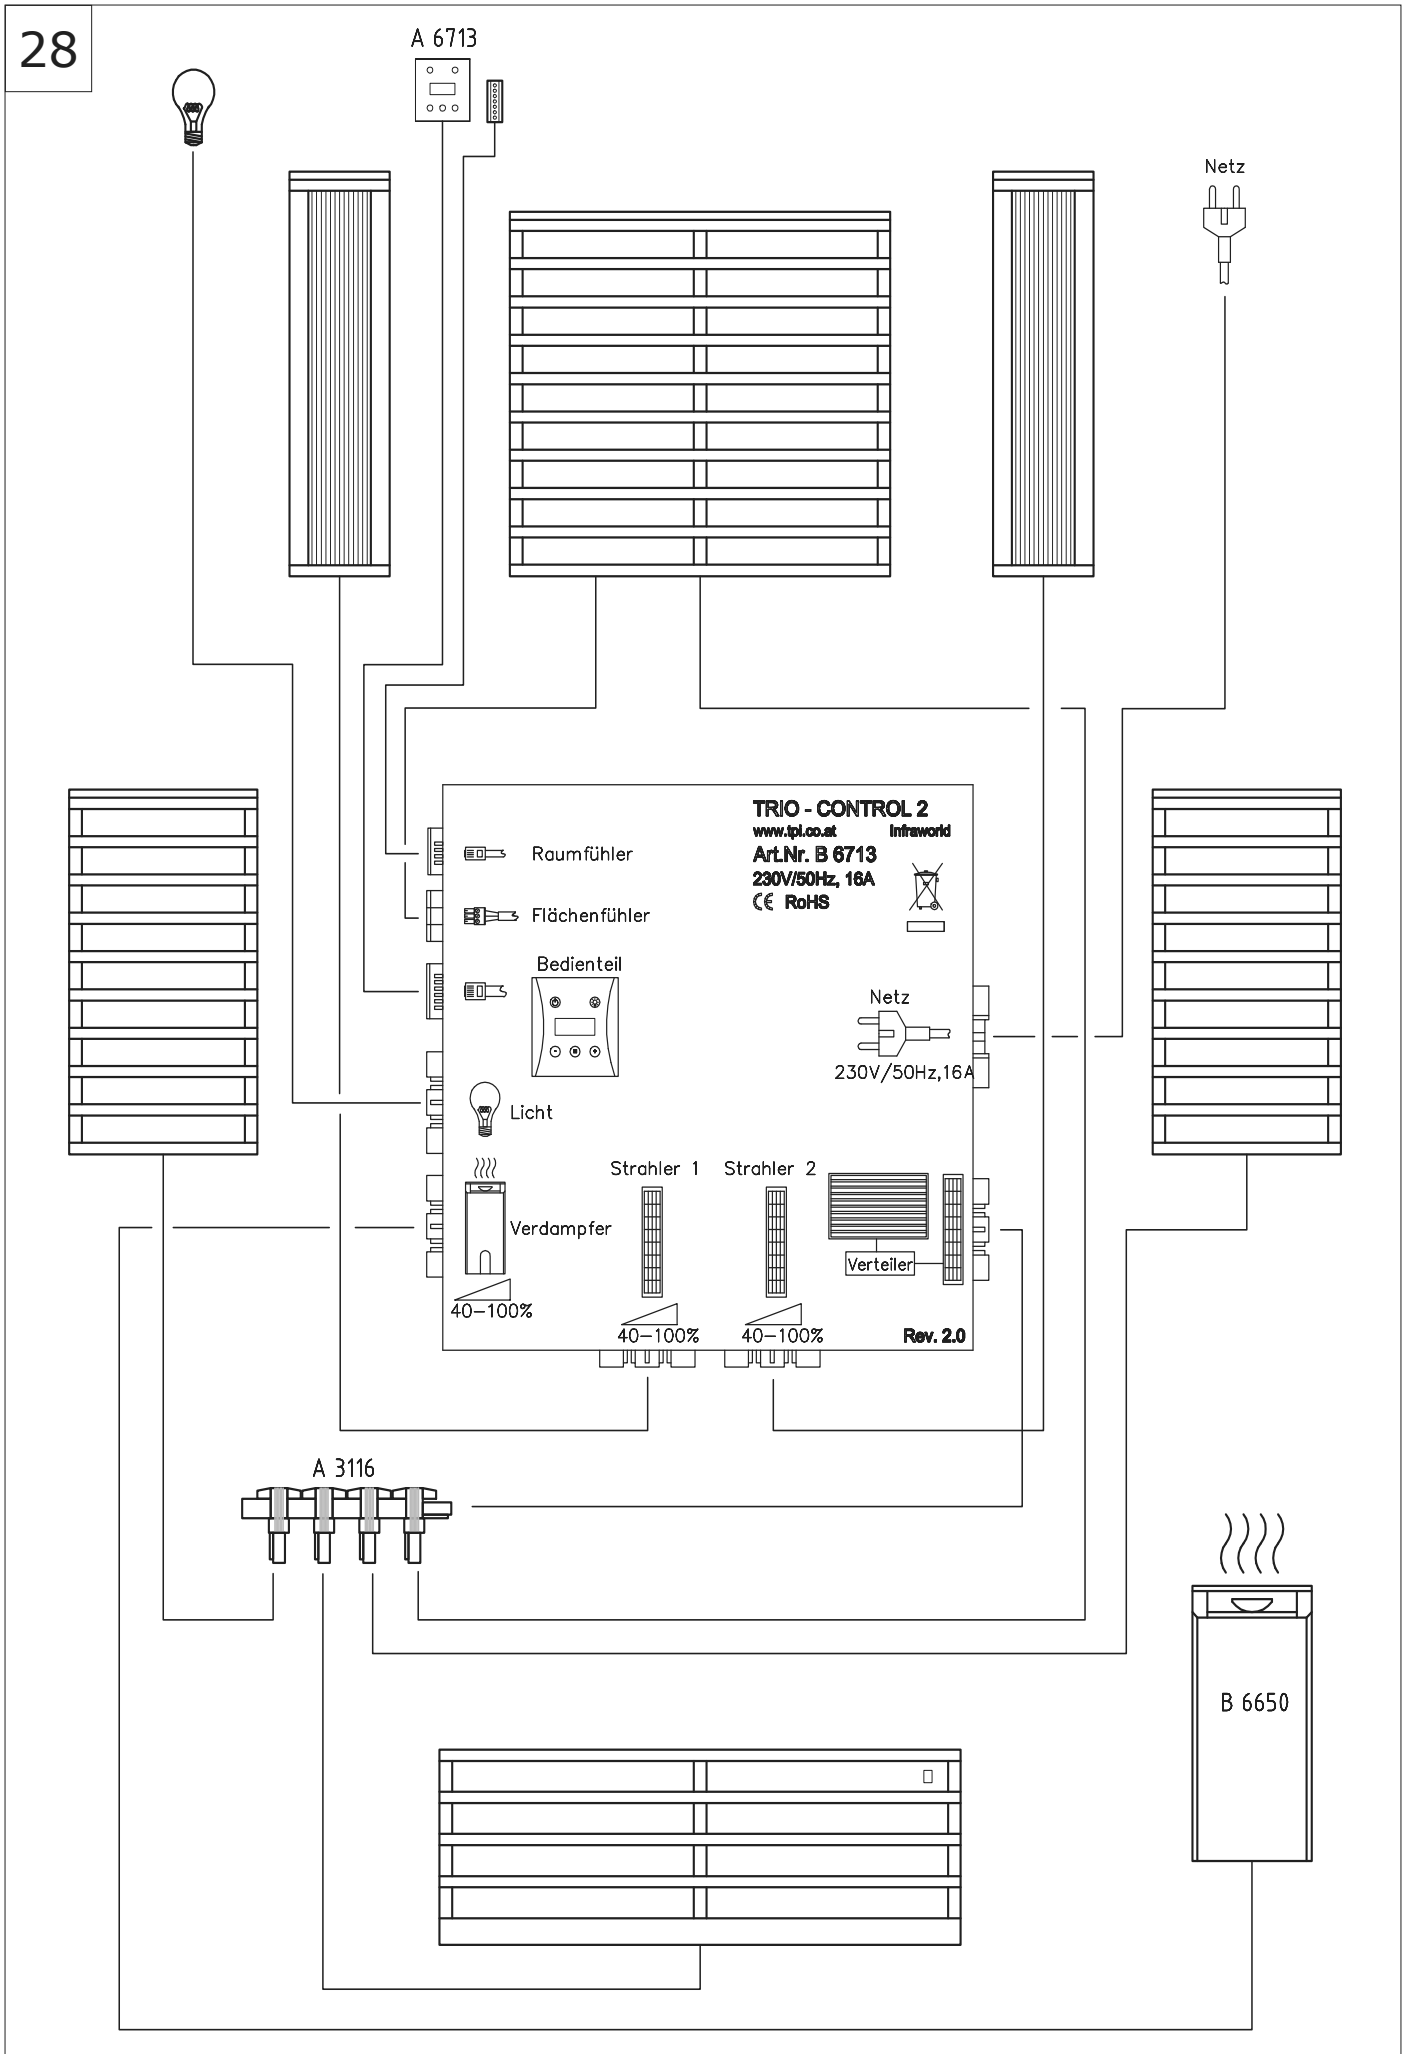 28
A 6713
Netz
TRIO - CONTROL 2
www.tpi.co.at Infraworld
Art.Nr. B 6713
230V/50Hz, 16A
CE RoHS
Raumfühler
Flächenfühler
Bedienteil
Netz
230V/50Hz,16A
Licht
Strahler 1 Strahler 2
Verdampfer
Verteiler
40-100%
40-100% 40-100%
Rev. 2.0
A 3116
B 6650